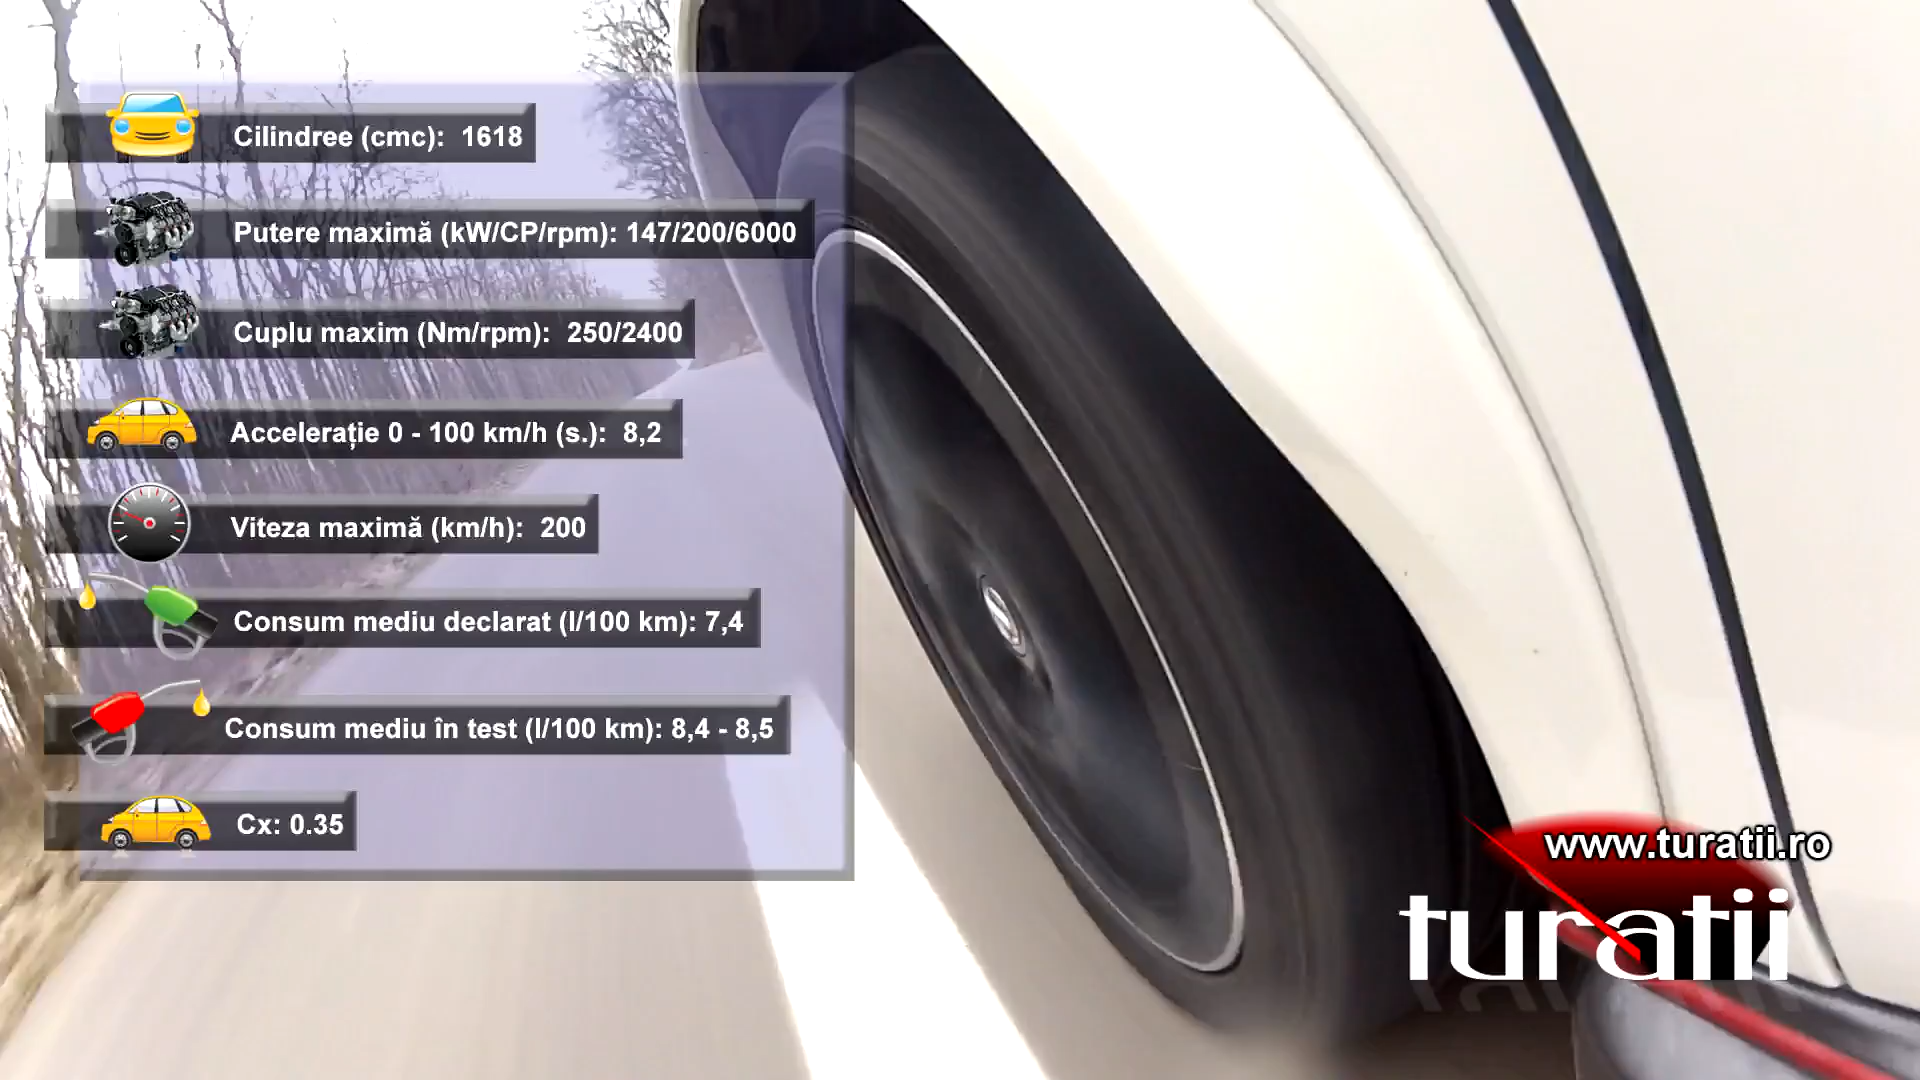 Cilindree (cmc): 1618
Putere maximă (kW/CP/rpm): 147/200/6000
Cuplu maxim (Nm/rpm): 250/2400
Accelerație 0 - 100 km/h (s.): 8,2
Viteza maximă (km/h): 200
Consum mediu declarat (l/100 km): 7,4
Consum mediu în test (l/100 km): 8,4 - 8,5
Cx: 0.35
www.turatii.ro
turatii